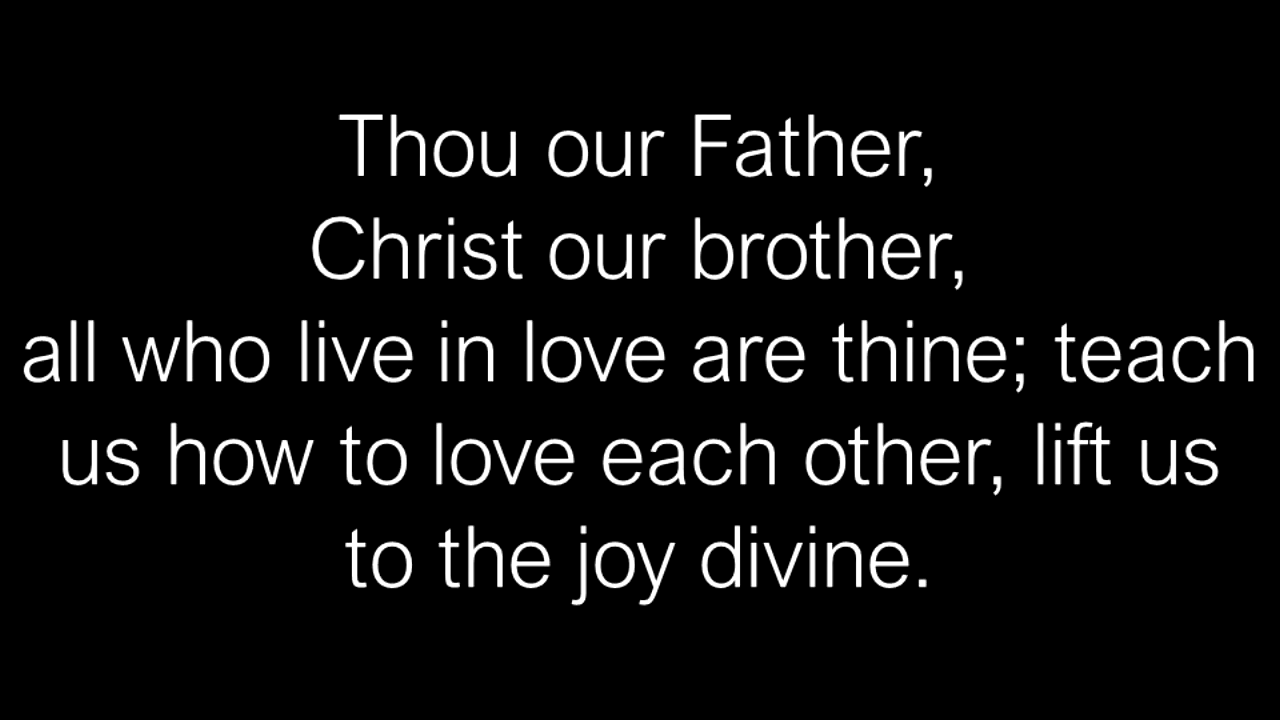 Thou our Father,
Christ our brother,
all who live in love are thine; teach
us how to love each other, lift us
to the joy divine.